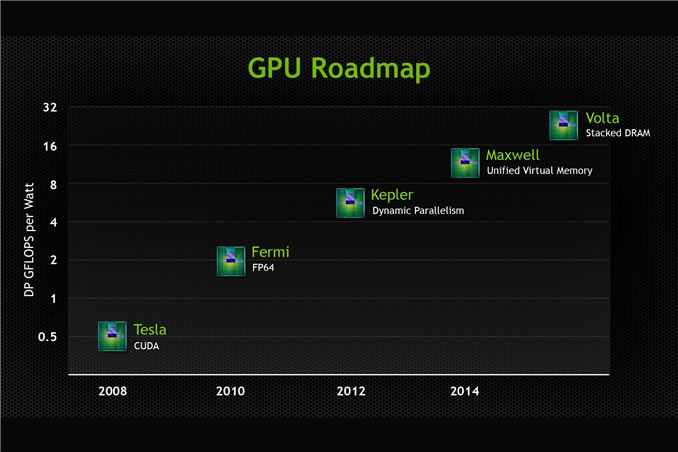 GPU Roadmap
DP GFLOPS per Watt
32
16
8
4
2
1
0.5
Volta
Stacked DRAM
Maxwell
Unified Virtual Memory
Kepler
Dynamic Parallelism
Fermi
FP64
Tesla
CUDA
2008
2010
2012
2014